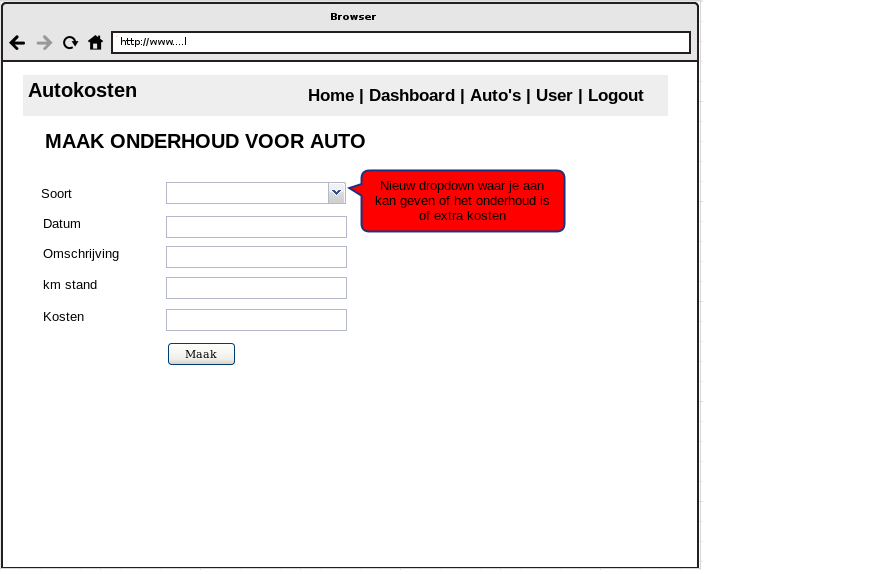 Browser
http://www....l
Autokosten
Home | Dashboard | Auto's | User | Logout
MAAK ONDERHOUD VOOR AUTO
Soort
Nieuw dropdown waar je aan
kan geven of het onderhoud is
of extra kosten
Datum
Omschrijving
km stand
Kosten
Maak